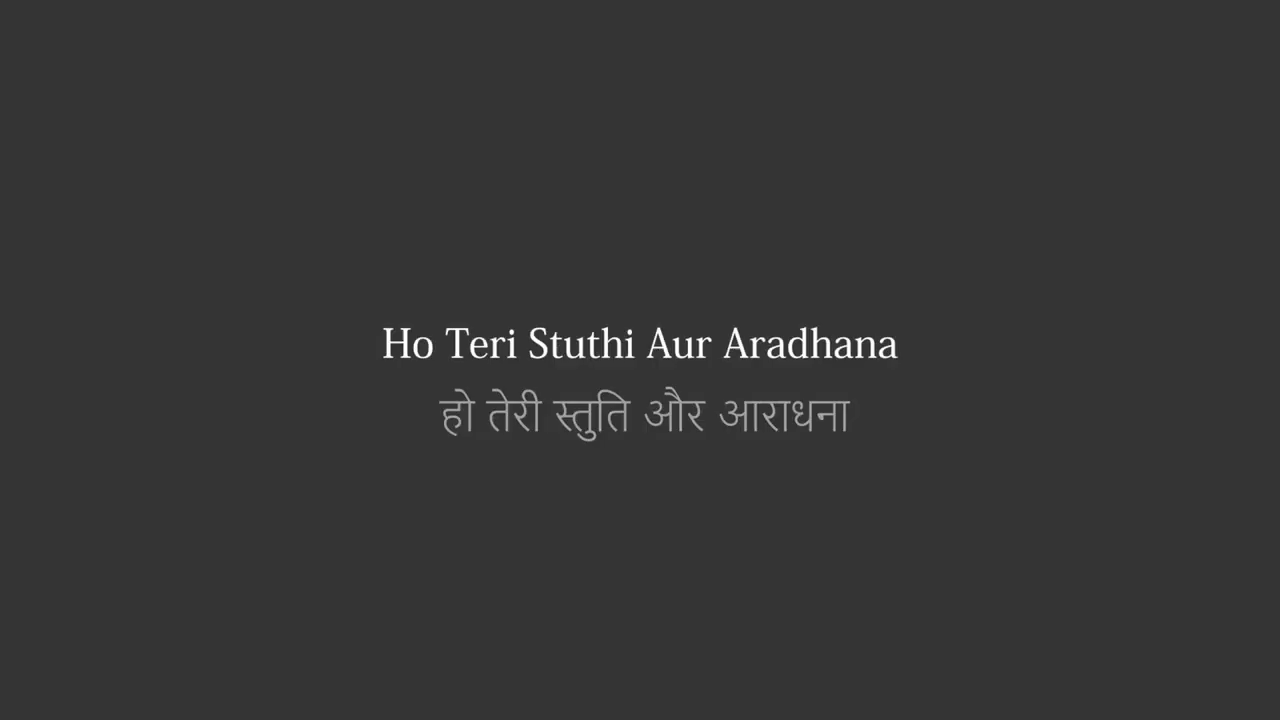 Ho Teri Stuthi Aur Aradhana
हो तेरी स्तुति और आराधना